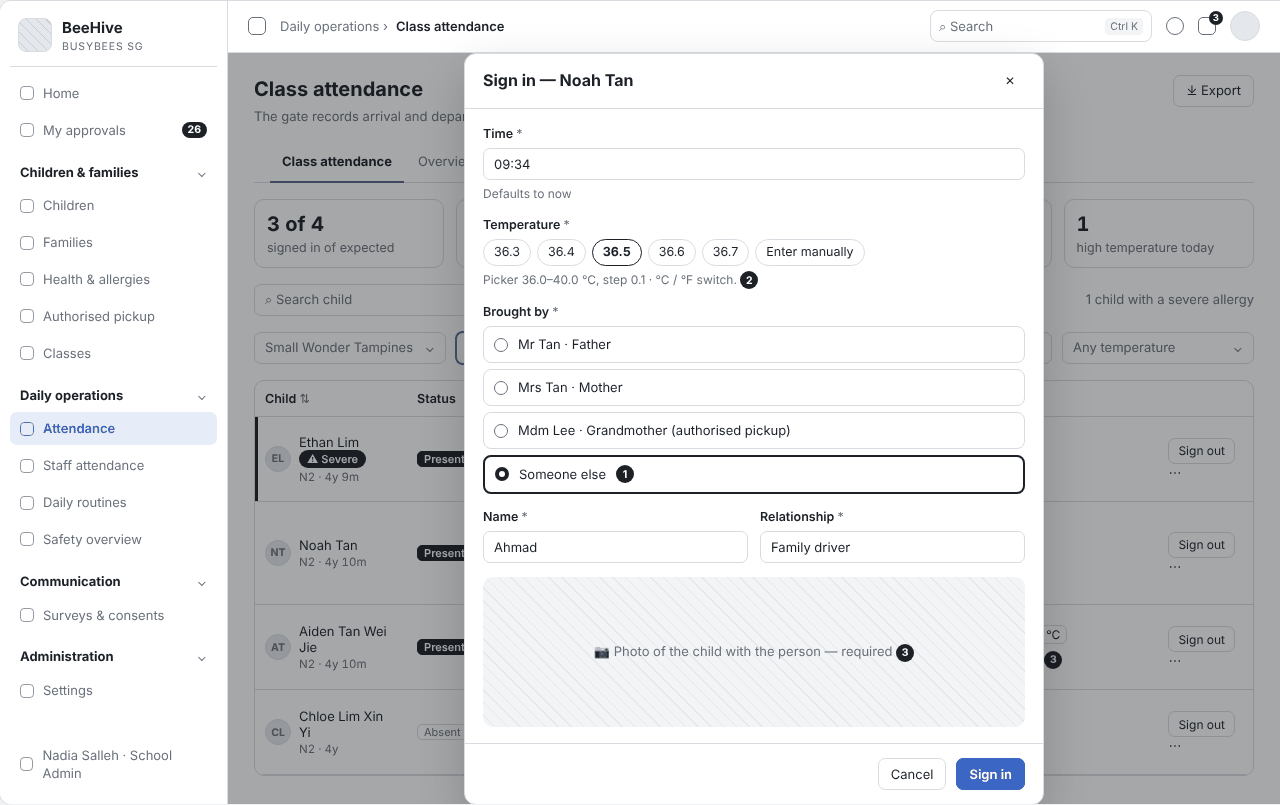 BeeHive
BUSYBEES SG
Home
My approvals 26
Children & families
Children
Families
Health & allergies
Authorised pickup
Classes
Daily operations
Attendance
Staff attendance
Daily routines
Safety overview
Communication
Surveys & consents
Administration
Settings
Nadia Salleh · School
Admin
Daily operations › Class attendance
Search Ctrl K
3
Class attendance
Export
The gate records arrival and
Class attendance
3 of 4
signed in of expected
1
high temperature today
Search child
1 child with a severe allergy
Small Wonder Tampines
Any temperature
Child ⇅ Status
EL Ethan Lim
⚠ Severe
N2 · 4y 9m
Present
Sign out
...
NT Noah Tan
N2 · 4y 10m
Present
Sign out
...
AT Aiden Tan Wei
Jie
N2 · 4y 10m
Present
°C
3
Sign out
...
CL Chloe Lim Xin
Yi
N2 · 4y
Absent
Sign out
...
Sign in — Noah Tan ×
Time *
09:34
Defaults to now
Temperature *
36.3 36.4 36.5 36.6 36.7 Enter manually
Picker 36.0–40.0 °C, step 0.1 · °C / °F switch. 2
Brought by *
Mr Tan · Father
Mrs Tan · Mother
Mdm Lee · Grandmother (authorised pickup)
Someone else 1
Name * Relationship *
Ahmad Family driver
📷 Photo of the child with the person — required 3
Cancel Sign in